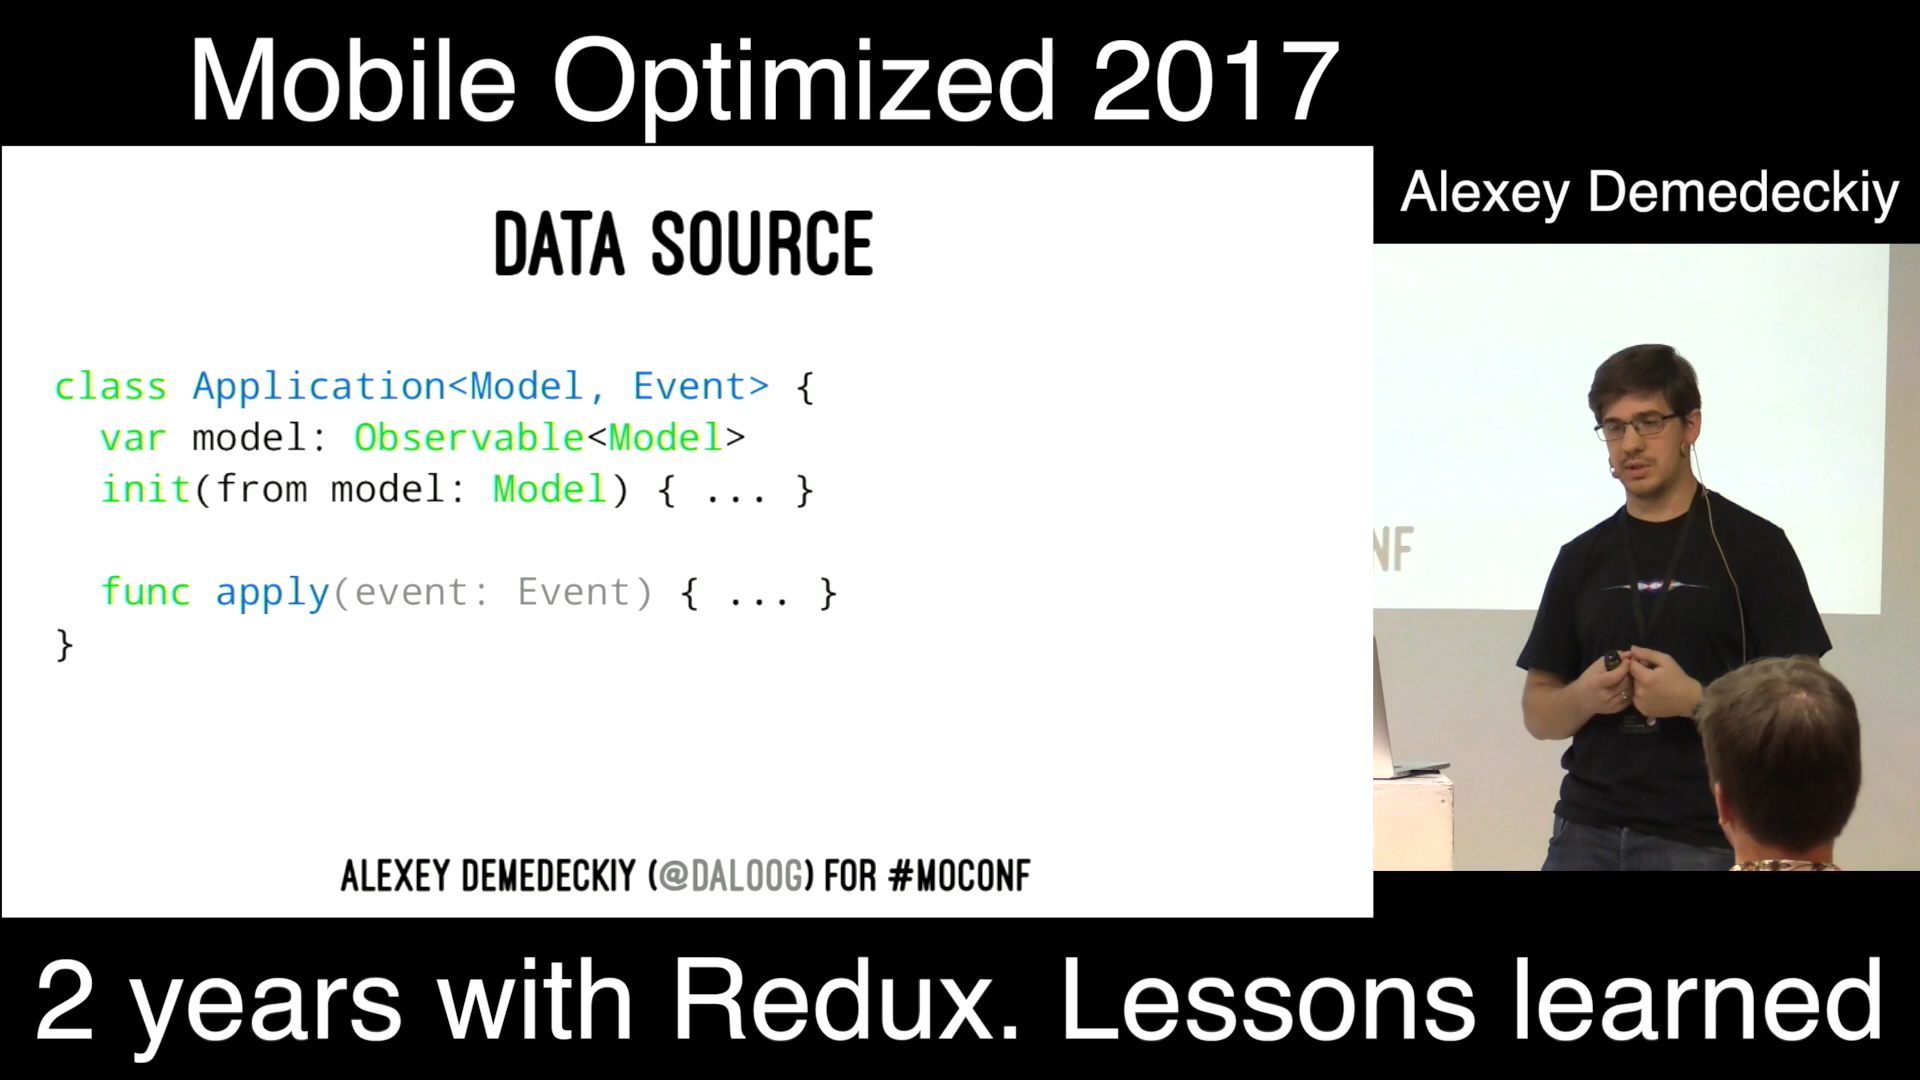 Mobile Optimized 2017
Alexey Demedeckiy
DATA SOURCE
class Application<Model, Event> {
var model: Observable<Model>
init(from model: Model) { ... }
func apply(event: Event) { ... }
}
NF
ALEXEY DEMEDECKIY (@DALOOG) FOR #MOCONF
2 years with Redux. Lessons learned